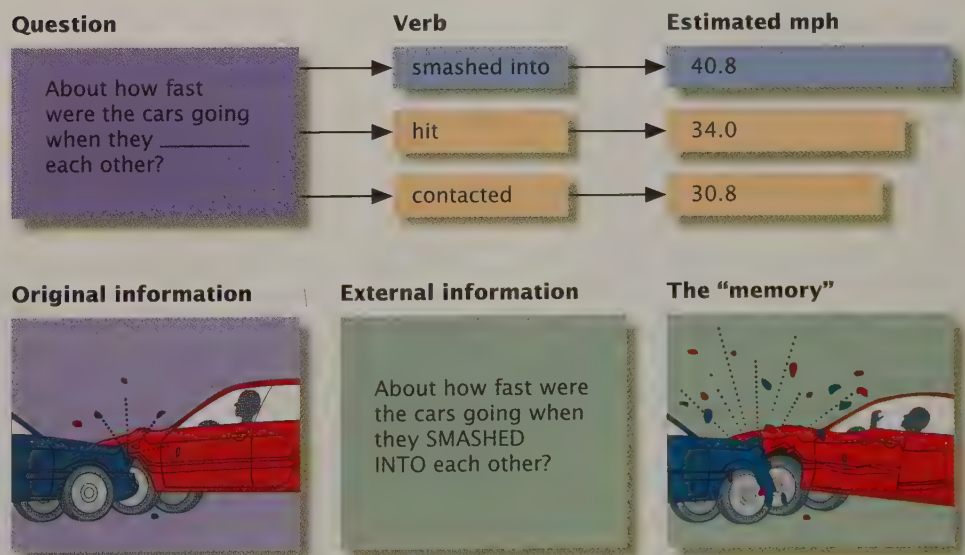 Question
Verb
Estimated mph
About how fast
were the cars going
when they ________
each other?
smashed into
40.8
hit
34.0
contacted
30.8
Original information
External information
The “memory”
About how fast were
the cars going when
they SMASHED
INTO each other?